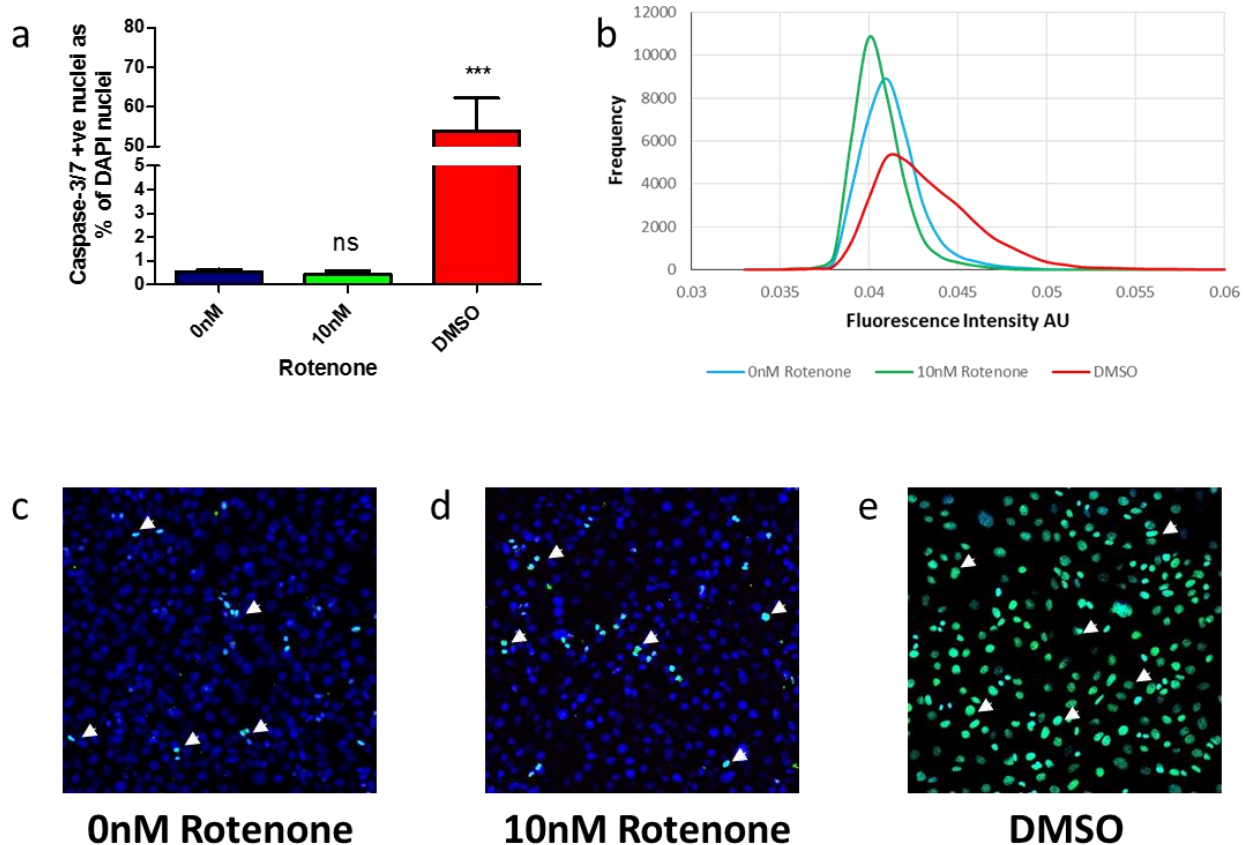 a
Caspase-3/7 +ve nuclei as
% of DAPI nuclei
80
70
60
50
5
4
3
2
1
0
ns
***
0nM
10nM
DMSO
Rotenone
b
Frequency
12000
10000
8000
6000
4000
2000
0
0.03
0.035
0.04
0.045
0.05
0.055
0.06
Fluorescence Intensity AU
0nM Rotenone
10nM Rotenone
DMSO
c
0nM Rotenone
d
10nM Rotenone
e
DMSO